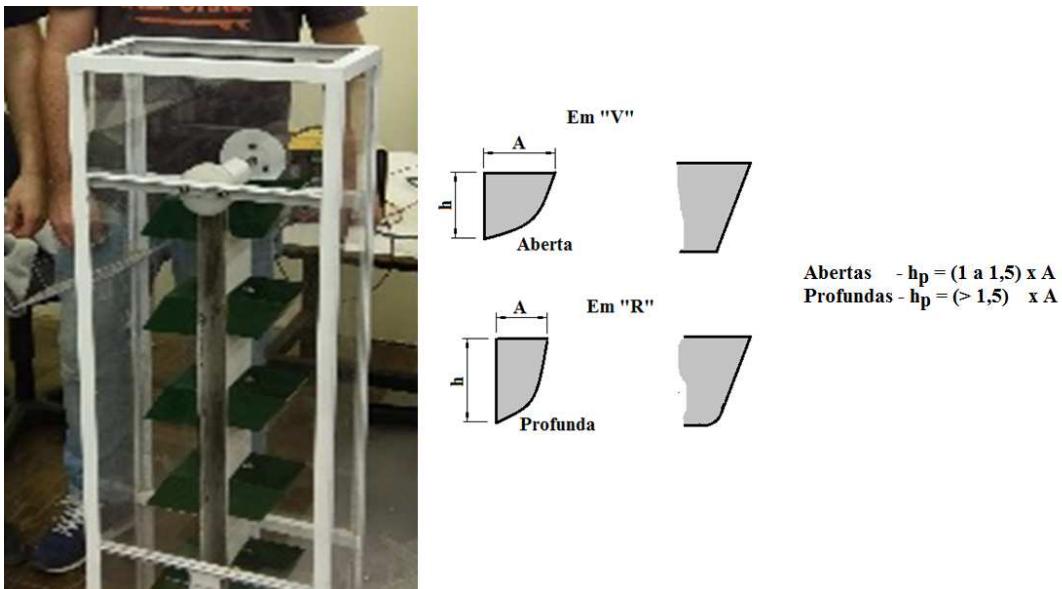 Em "V"
A
h
Aberta
Em "R"
A
h
Profunda
Abertas - hp = (1 a 1,5) x A
Profundas - hp = (> 1,5) x A